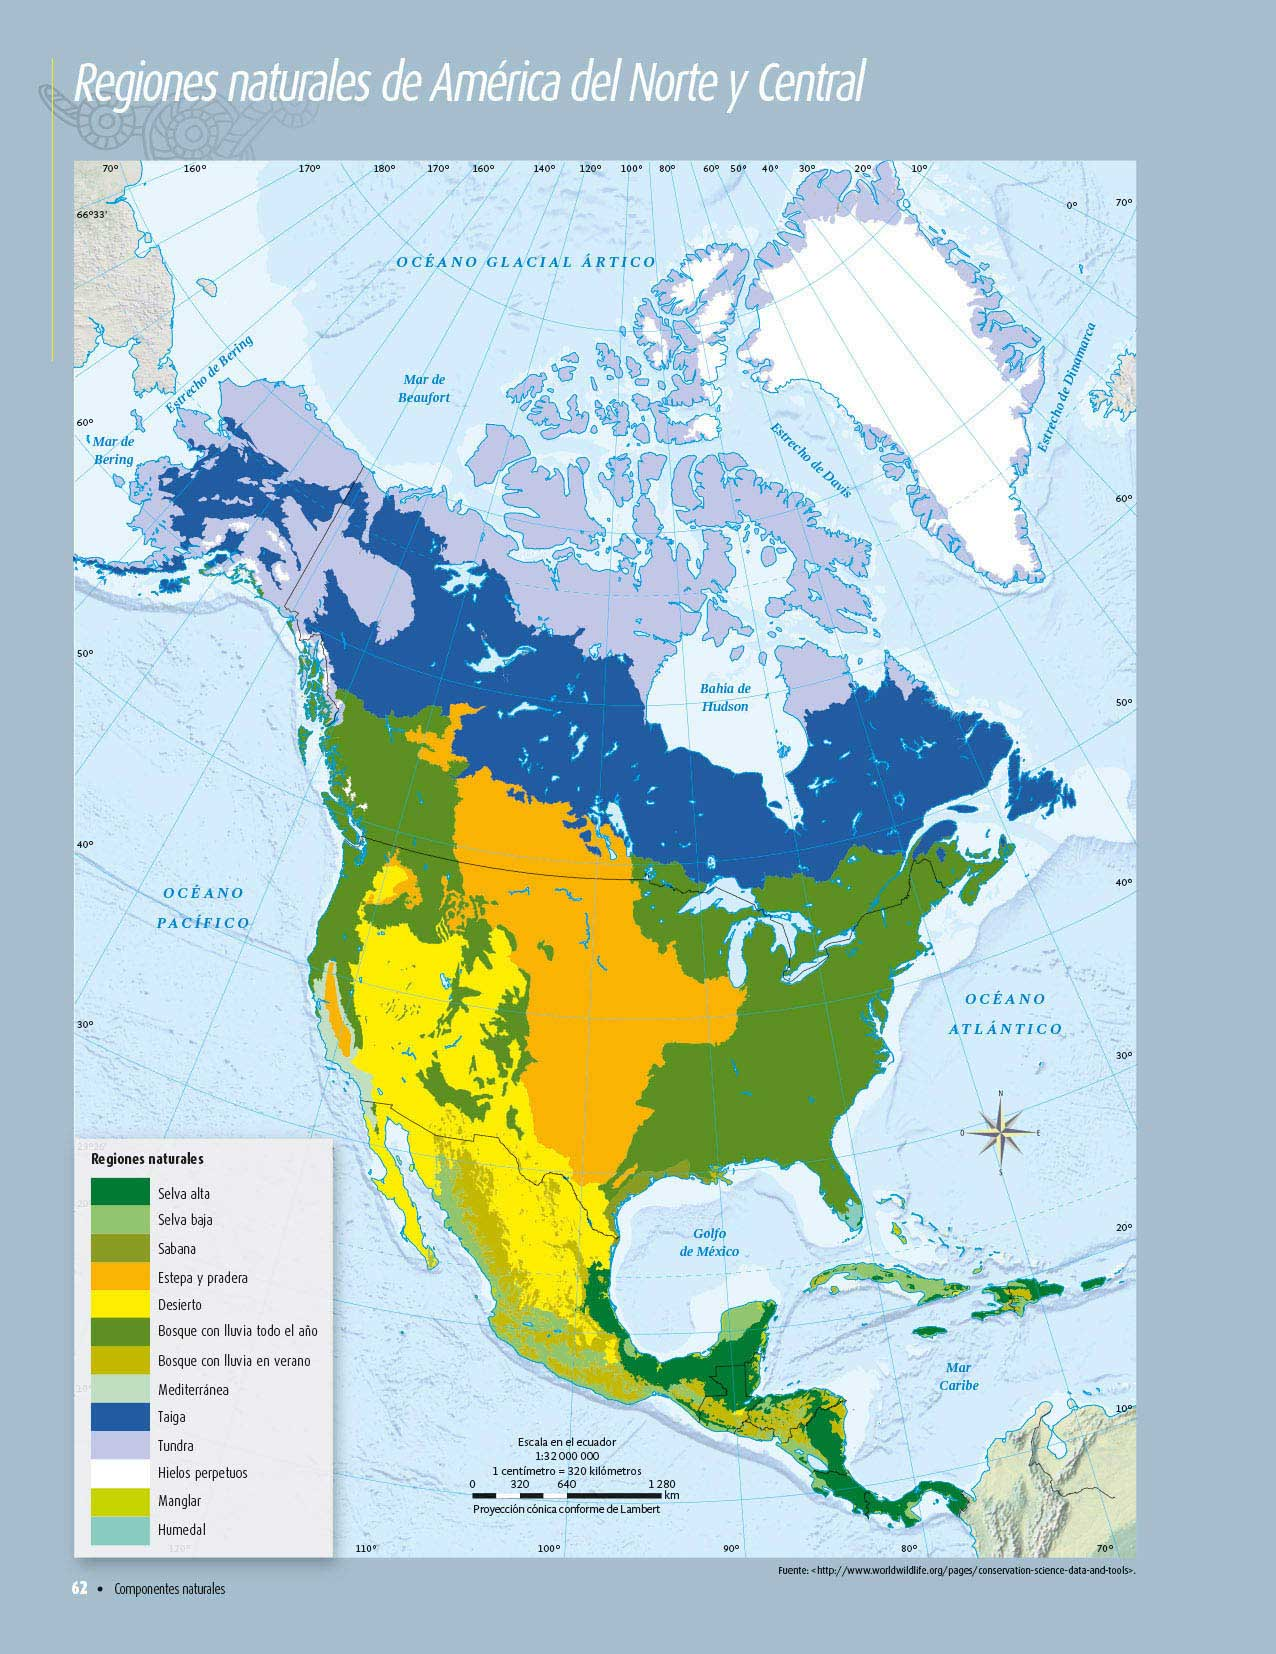 Regiones naturales de América del Norte y Central
70° 160° 170° 180° 170° 160° 140° 120° 100° 80° 60° 50° 40° 30° 20° 10°
0° 70°
66°33'
OCÉANO GLACIAL ÁRTICO
Estrecho de Bering
Estrecho de Dinamarca
Mar de
Beaufort
60°
Mar de
Bering
Estrecho de Davis
60°
50°
Bahía de
Hudson
50°
40°
40°
OCÉANO
PACÍFICO
OCÉANO
ATLÁNTICO
30°
30°
N
O E
S
23°26'
Regiones naturales
Selva alta
Selva baja
Sabana
Estepa y pradera
Desierto
Bosque con lluvia todo el año
Bosque con lluvia en verano
Mediterránea
Taiga
Tundra
Hielos perpetuos
Manglar
Humedal
20°
10°
120°
Golfo
de México
20°
Mar
Caribe
10°
Escala en el ecuador
1:32 000 000
1 centímetro = 320 kilómetros
0 320 640 1 280
km
Proyección cónica conforme de Lambert
110° 100° 90° 80° 70°
Fuente: <http://www.worldwildlife.org/pages/conservation-science-data-and-tools>.
62 • Componentes naturales